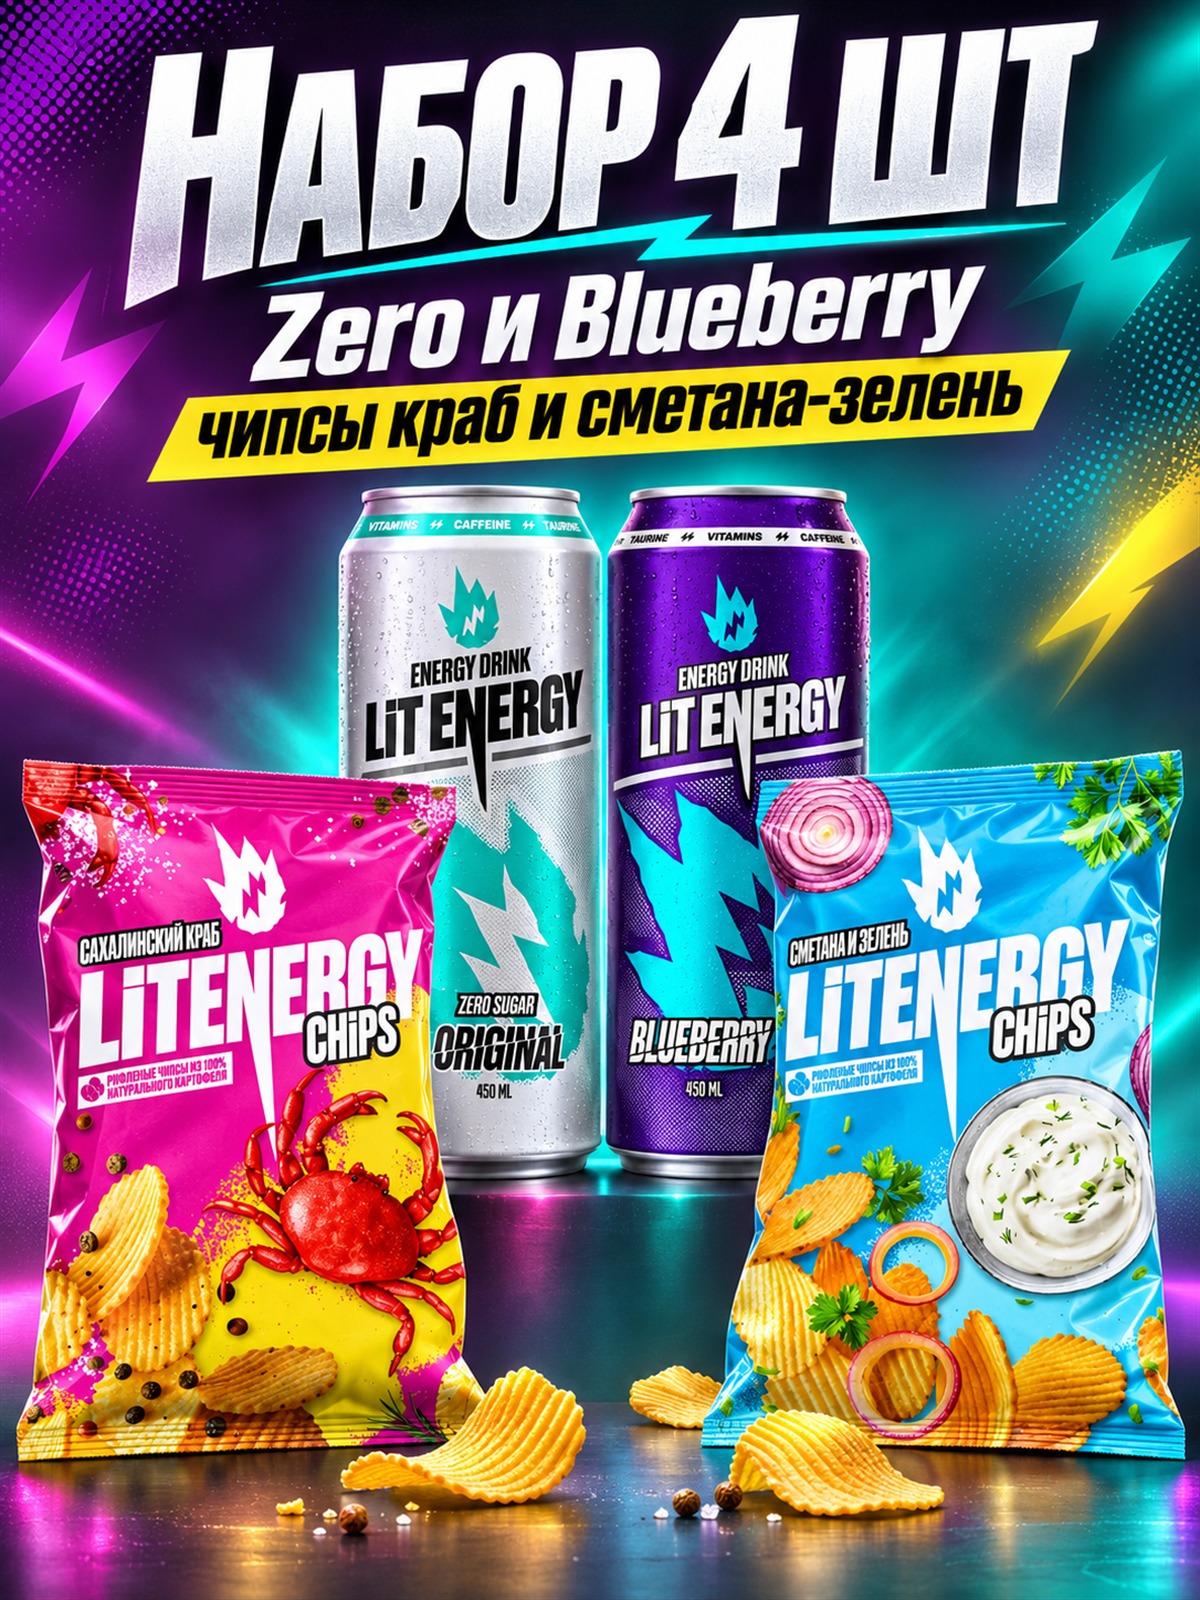 НАБОР 4 ШТ
Zero и Blueberry
чипсы краб и сметана-зелень
VITAMINS CAFFEINE TAURINE
ENERGY DRINK
LiT ENERGY
ZERO SUGAR
ORIGINAL
450 ML
TAURINE VITAMINS CAFFEINE
ENERGY DRINK
LiT ENERGY
BLUEBERRY
450 ML
САХАЛИНСКИЙ КРАБ
LiTENERGY
CHiPS
РИФЛЕНЫЕ ЧИПСЫ ИЗ 100%
НАТУРАЛЬНОГО КАРТОФЕЛЯ
СМЕТАНА И ЗЕЛЕНЬ
LiTENERGY
CHiPS
РИФЛЕНЫЕ ЧИПСЫ ИЗ 100%
НАТУРАЛЬНОГО КАРТОФЕЛЯ